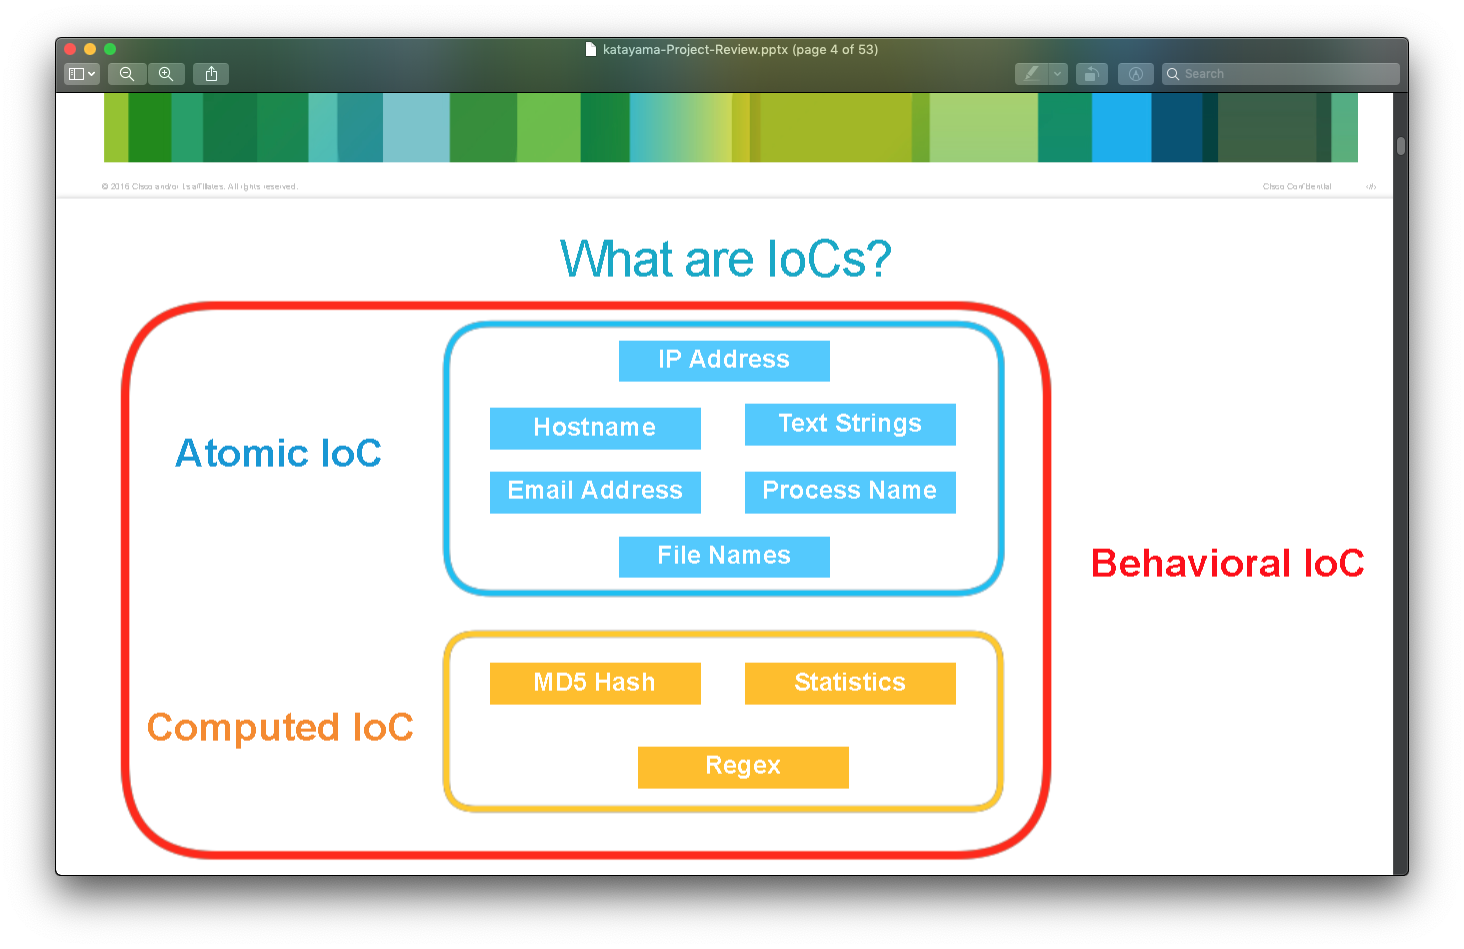 katayama-Project-Review.pptx (page 4 of 53)
Search
© 2016 Cisco and/or its affiliates. All rights reserved.
Cisco Confidential
‹#›
What are IoCs?
IP Address
Hostname
Text Strings
Atomic IoC
Email Address
Process Name
File Names
Behavioral IoC
MD5 Hash
Statistics
Computed IoC
Regex